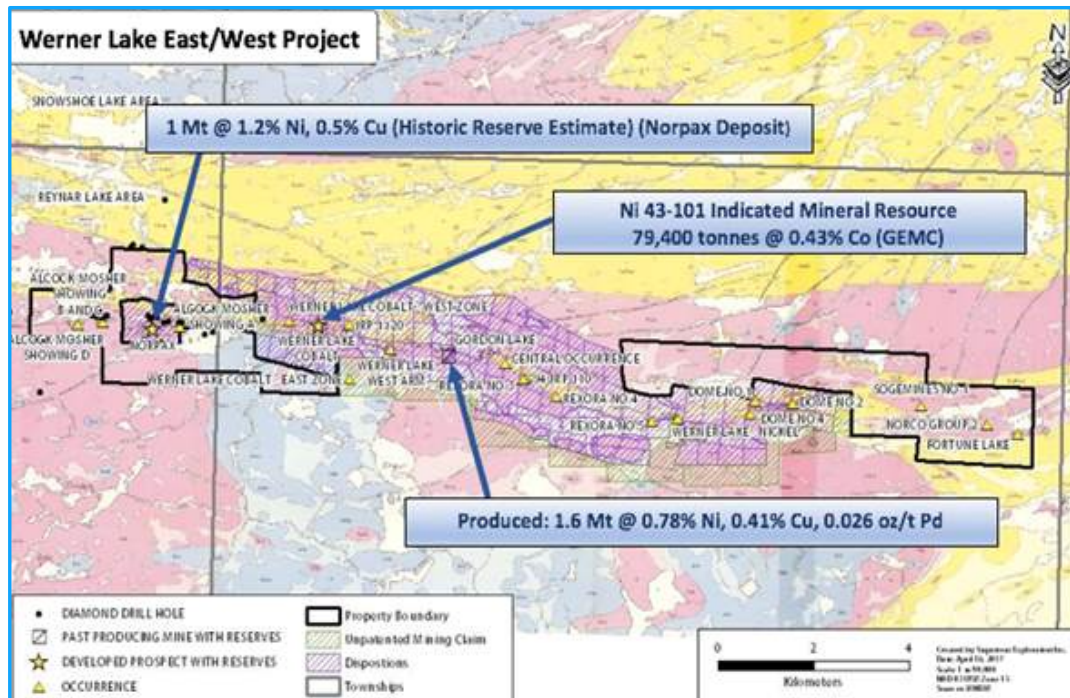 Werner Lake East/West Project
N
SNOWSHOE LAKE AREA
1 Mt @ 1.2% Ni, 0.5% Cu (Historic Reserve Estimate) (Norpax Deposit)
REYNAR LAKE AREA
Ni 43-101 Indicated Mineral Resource
79,400 tonnes @ 0.43% Co (GEMC)
ALCOCK MOSHER
SHOWING
B AND C
ALCOCK MOSHER
SHOWING A
WERNER LAKE COBALT WEST ZONE
NORPAX
ALCOCK MOSHER
SHOWING D
WERNER LAKE
COBALT
GORDON LAKE
CENTRAL OCCURRENCE
WERNER LAKE COBALT EAST ZONE
WERNER LAKE
WEST ARM
REXORA NO 3
REXORA NO 4
REXORA NO 5
WERNER LAKE NICKEL
DOME NO 2
DOME NO 4
NORCO GROUP 2
FORTUNE LAKE
Produced: 1.6 Mt @ 0.78% Ni, 0.41% Cu, 0.026 oz/t Pd
DIAMOND DRILL HOLE
PAST PRODUCING MINE WITH RESERVES
DEVELOPED PROSPECT WITH RESERVES
OCCURRENCE
Property Boundary
Unpatented Mining Claim
Dispostions
Townships
0 2 4
Kilometers